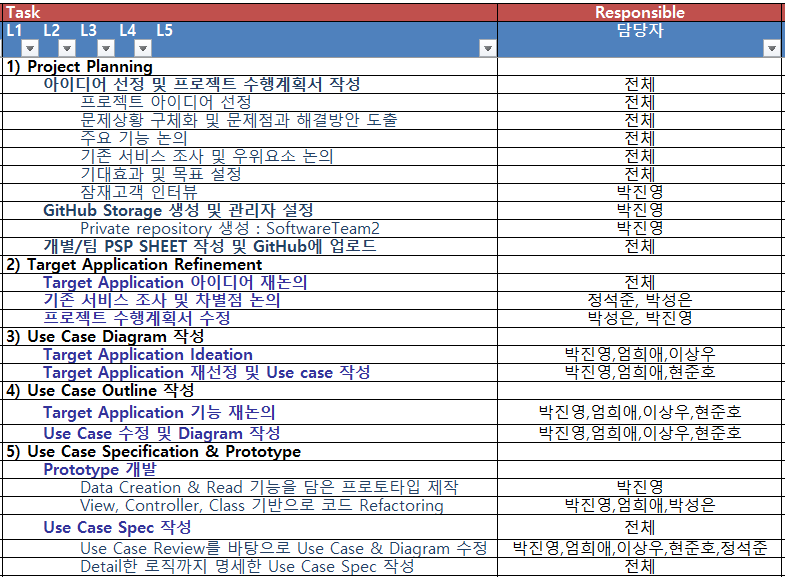 Task Responsible
L1 L2 L3 L4 L5 담당자
1) Project Planning
아이디어 선정 및 프로젝트 수행계획서 작성 전체
프로젝트 아이디어 선정 전체
문제상황 구체화 및 문제점과 해결방안 도출 전체
주요 기능 논의 전체
기존 서비스 조사 및 우위요소 논의 전체
기대효과 및 목표 설정 전체
잠재고객 인터뷰 박진영
GitHub Storage 생성 및 관리자 설정 박진영
Private repository 생성 : SoftwareTeam2 박진영
개별/팀 PSP SHEET 작성 및 GitHub에 업로드 전체
2) Target Application Refinement
Target Application 아이디어 재논의 전체
기존 서비스 조사 및 차별점 논의 정석준, 박성은
프로젝트 수행계획서 수정 박성은, 박진영
3) Use Case Diagram 작성
Target Application Ideation 박진영,엄희애,이상우
Target Application 재선정 및 Use case 작성 박진영,엄희애,현준호
4) Use Case Outline 작성
Target Application 기능 재논의 박진영,엄희애,이상우,현준호
Use Case 수정 및 Diagram 작성 박진영,엄희애,이상우,현준호
5) Use Case Specification & Prototype
Prototype 개발
Data Creation & Read 기능을 담은 프로토타입 제작 박진영
View, Controller, Class 기반으로 코드 Refactoring 박진영,엄희애,박성은
Use Case Spec 작성 전체
Use Case Review를 바탕으로 Use Case & Diagram 수정 박진영,엄희애,이상우,현준호,정석준
Detail한 로직까지 명세한 Use Case Spec 작성 전체